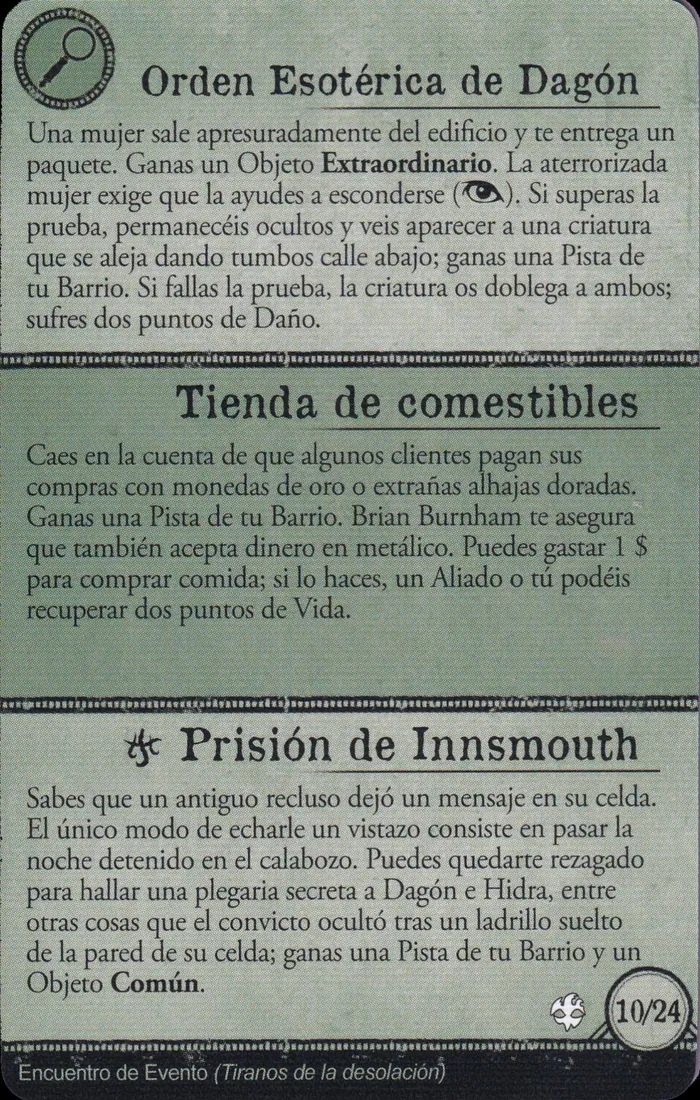 Orden Esotérica de Dagón
Una mujer sale apresuradamente del edificio y te entrega un
paquete. Ganas un Objeto Extraordinario. La aterrorizada
mujer exige que la ayudes a esconderse (). Si superas la
prueba, permanecéis ocultos y veis aparecer a una criatura
que se aleja dando tumbos calle abajo; ganas una Pista de
tu Barrio. Si fallas la prueba, la criatura os doblega a ambos;
sufres dos puntos de Daño.
Tienda de comestibles
Caes en la cuenta de que algunos clientes pagan sus
compras con monedas de oro o extrañas alhajas doradas.
Ganas una Pista de tu Barrio. Brian Burnham te asegura
que también acepta dinero en metálico. Puedes gastar 1 $
para comprar comida; si lo haces, un Aliado o tú podéis
recuperar dos puntos de Vida.
Prisión de Innsmouth
Sabes que un antiguo recluso dejó un mensaje en su celda.
El único modo de echarle un vistazo consiste en pasar la
noche detenido en el calabozo. Puedes quedarte rezagado
para hallar una plegaria secreta a Dagón e Hidra, entre
otras cosas que el convicto ocultó tras un ladrillo suelto
de la pared de su celda; ganas una Pista de tu Barrio y un
Objeto Común.
10/24
Encuentro de Evento (Tiranos de la desolación)